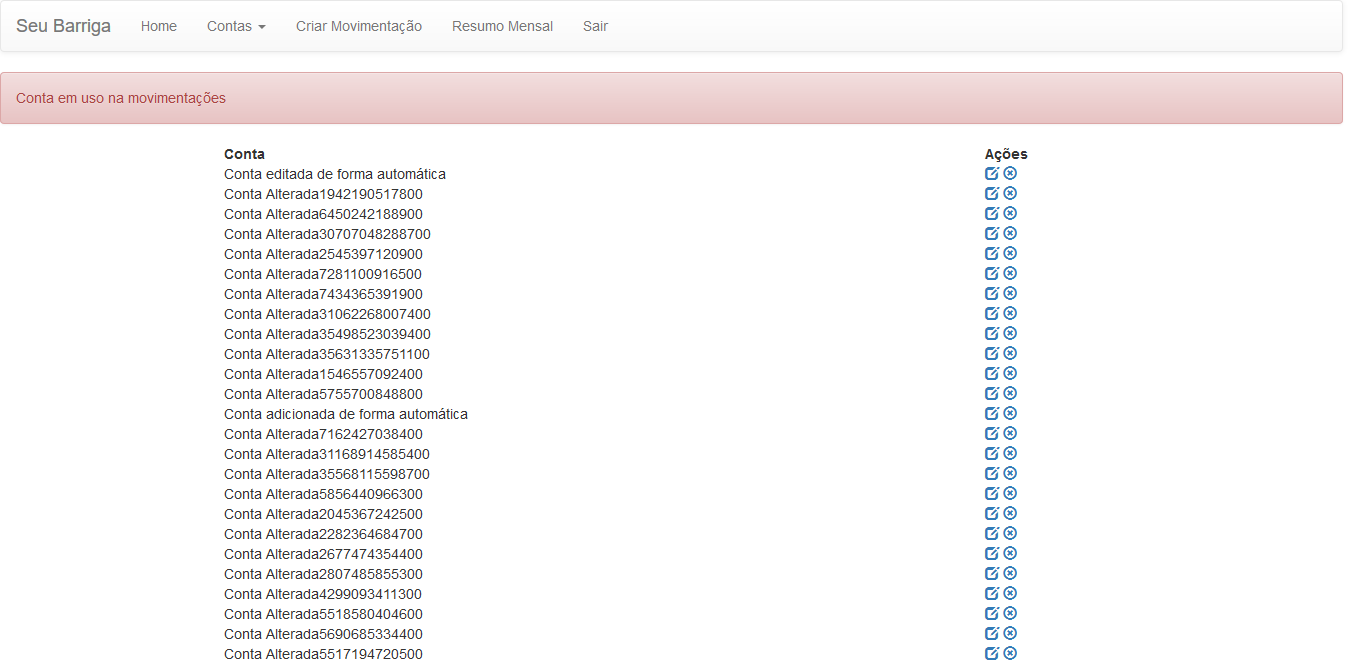 Seu Barriga Home Contas Criar Movimentação Resumo Mensal Sair
Conta em uso na movimentações
Conta Ações
Conta editada de forma automática
Conta Alterada1942190517800
Conta Alterada6450242188900
Conta Alterada30707048288700
Conta Alterada2545397120900
Conta Alterada7281100916500
Conta Alterada7434365391900
Conta Alterada31062268007400
Conta Alterada35498523039400
Conta Alterada35631335751100
Conta Alterada1546557092400
Conta Alterada5755700848800
Conta adicionada de forma automática
Conta Alterada7162427038400
Conta Alterada31168914585400
Conta Alterada35568115598700
Conta Alterada5856440966300
Conta Alterada2045367242500
Conta Alterada2282364684700
Conta Alterada2677474354400
Conta Alterada2807485855300
Conta Alterada4299093411300
Conta Alterada5518580404600
Conta Alterada5690685334400
Conta Alterada5517194720500